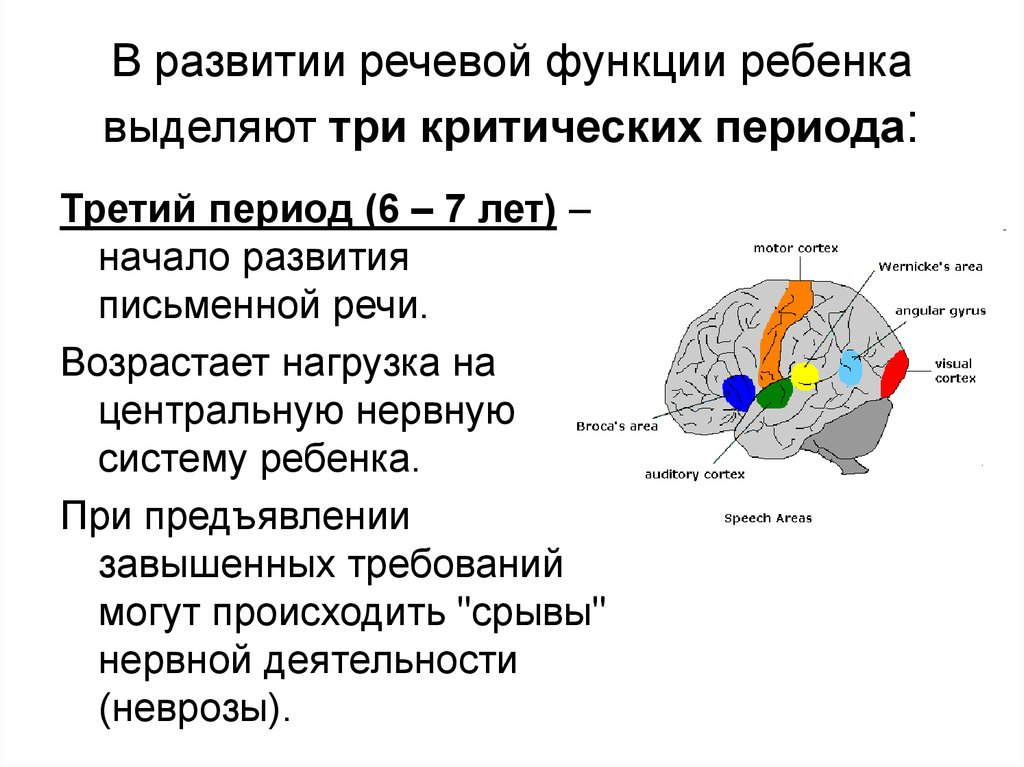 В развитии речевой функции ребенка
выделяют три критических периода:
Третий период (6 – 7 лет) –
начало развития
письменной речи.
Возрастает нагрузка на
центральную нервную
систему ребенка.
При предъявлении
завышенных требований
могут происходить "срывы"
нервной деятельности
(неврозы).
motor cortex
Wernicke's area
angular gyrus
visual
cortex
Broca's area
auditory cortex
Speech Areas